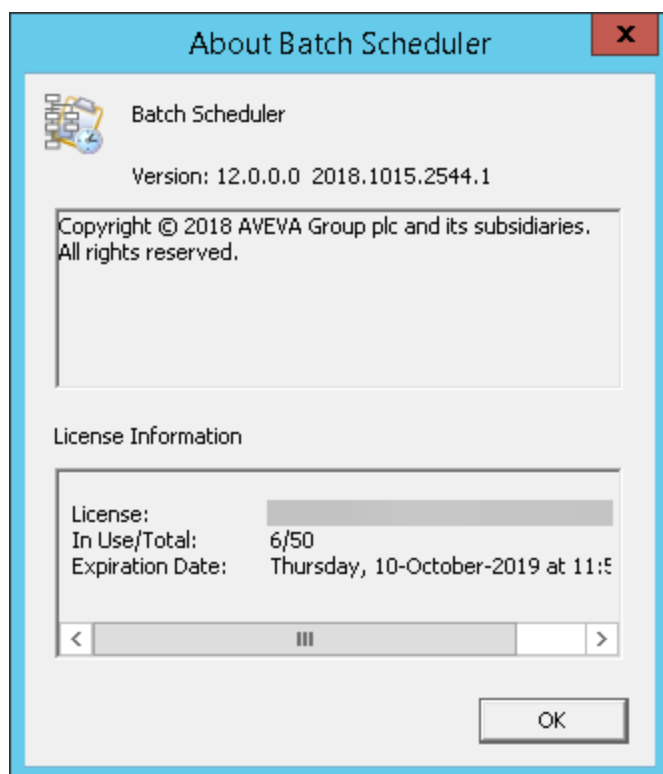 About Batch Scheduler
Batch Scheduler
Version: 12.0.0.0 2018.1015.2544.1
Copyright © 2018 AVEVA Group plc and its subsidiaries.
All rights reserved.
License Information
License:
In Use/Total: 6/50
Expiration Date: Thursday, 10-October-2019 at 11:5
OK